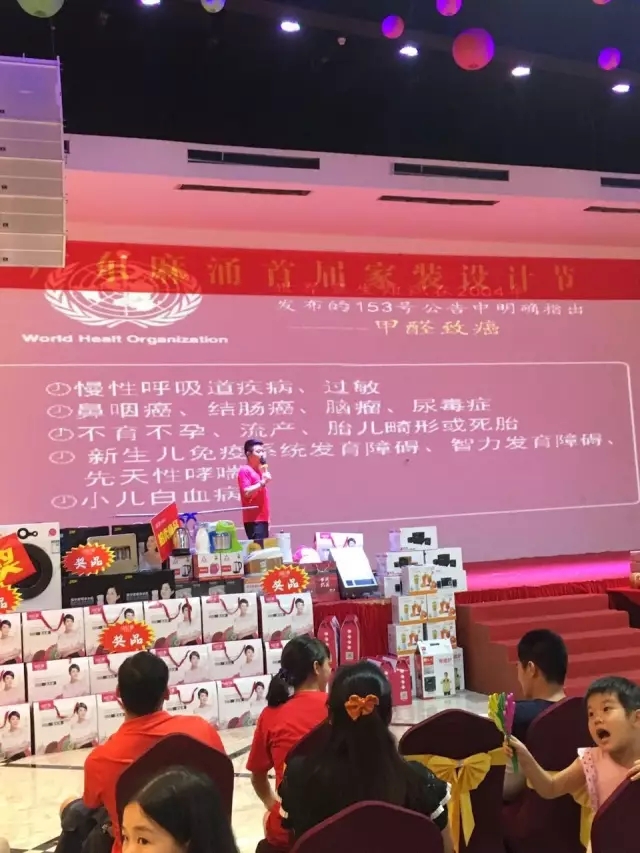 麻涌首届家装设计节
2004
发布的153号公告中明确指出
World Healt Organization
———甲醛致癌
慢性呼吸道疾病、过敏
鼻咽癌、结肠癌、脑瘤、尿毒症
不育不孕、流产、胎儿畸形或死胎
新生儿免疫系统发育障碍、智力发育障碍、
先天性哮喘
小儿白血病
奖品
奖品
奖品